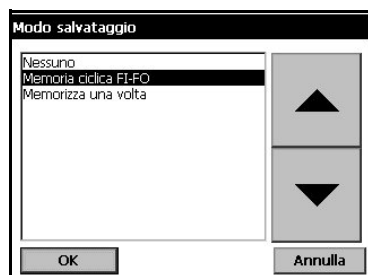 Modo salvataggio
Nessuno
Memoria ciclica FI-FO
Memorizza una volta
OK
Annulla